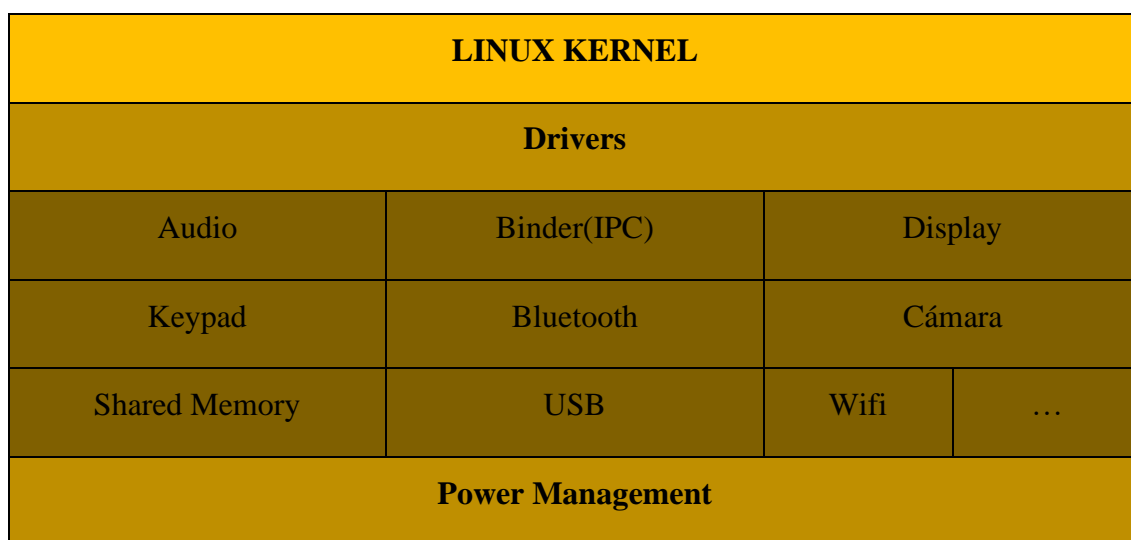 LINUX KERNEL
Drivers
Audio Binder(IPC) Display
Keypad Bluetooth Cámara
Shared Memory USB Wifi …
Power Management